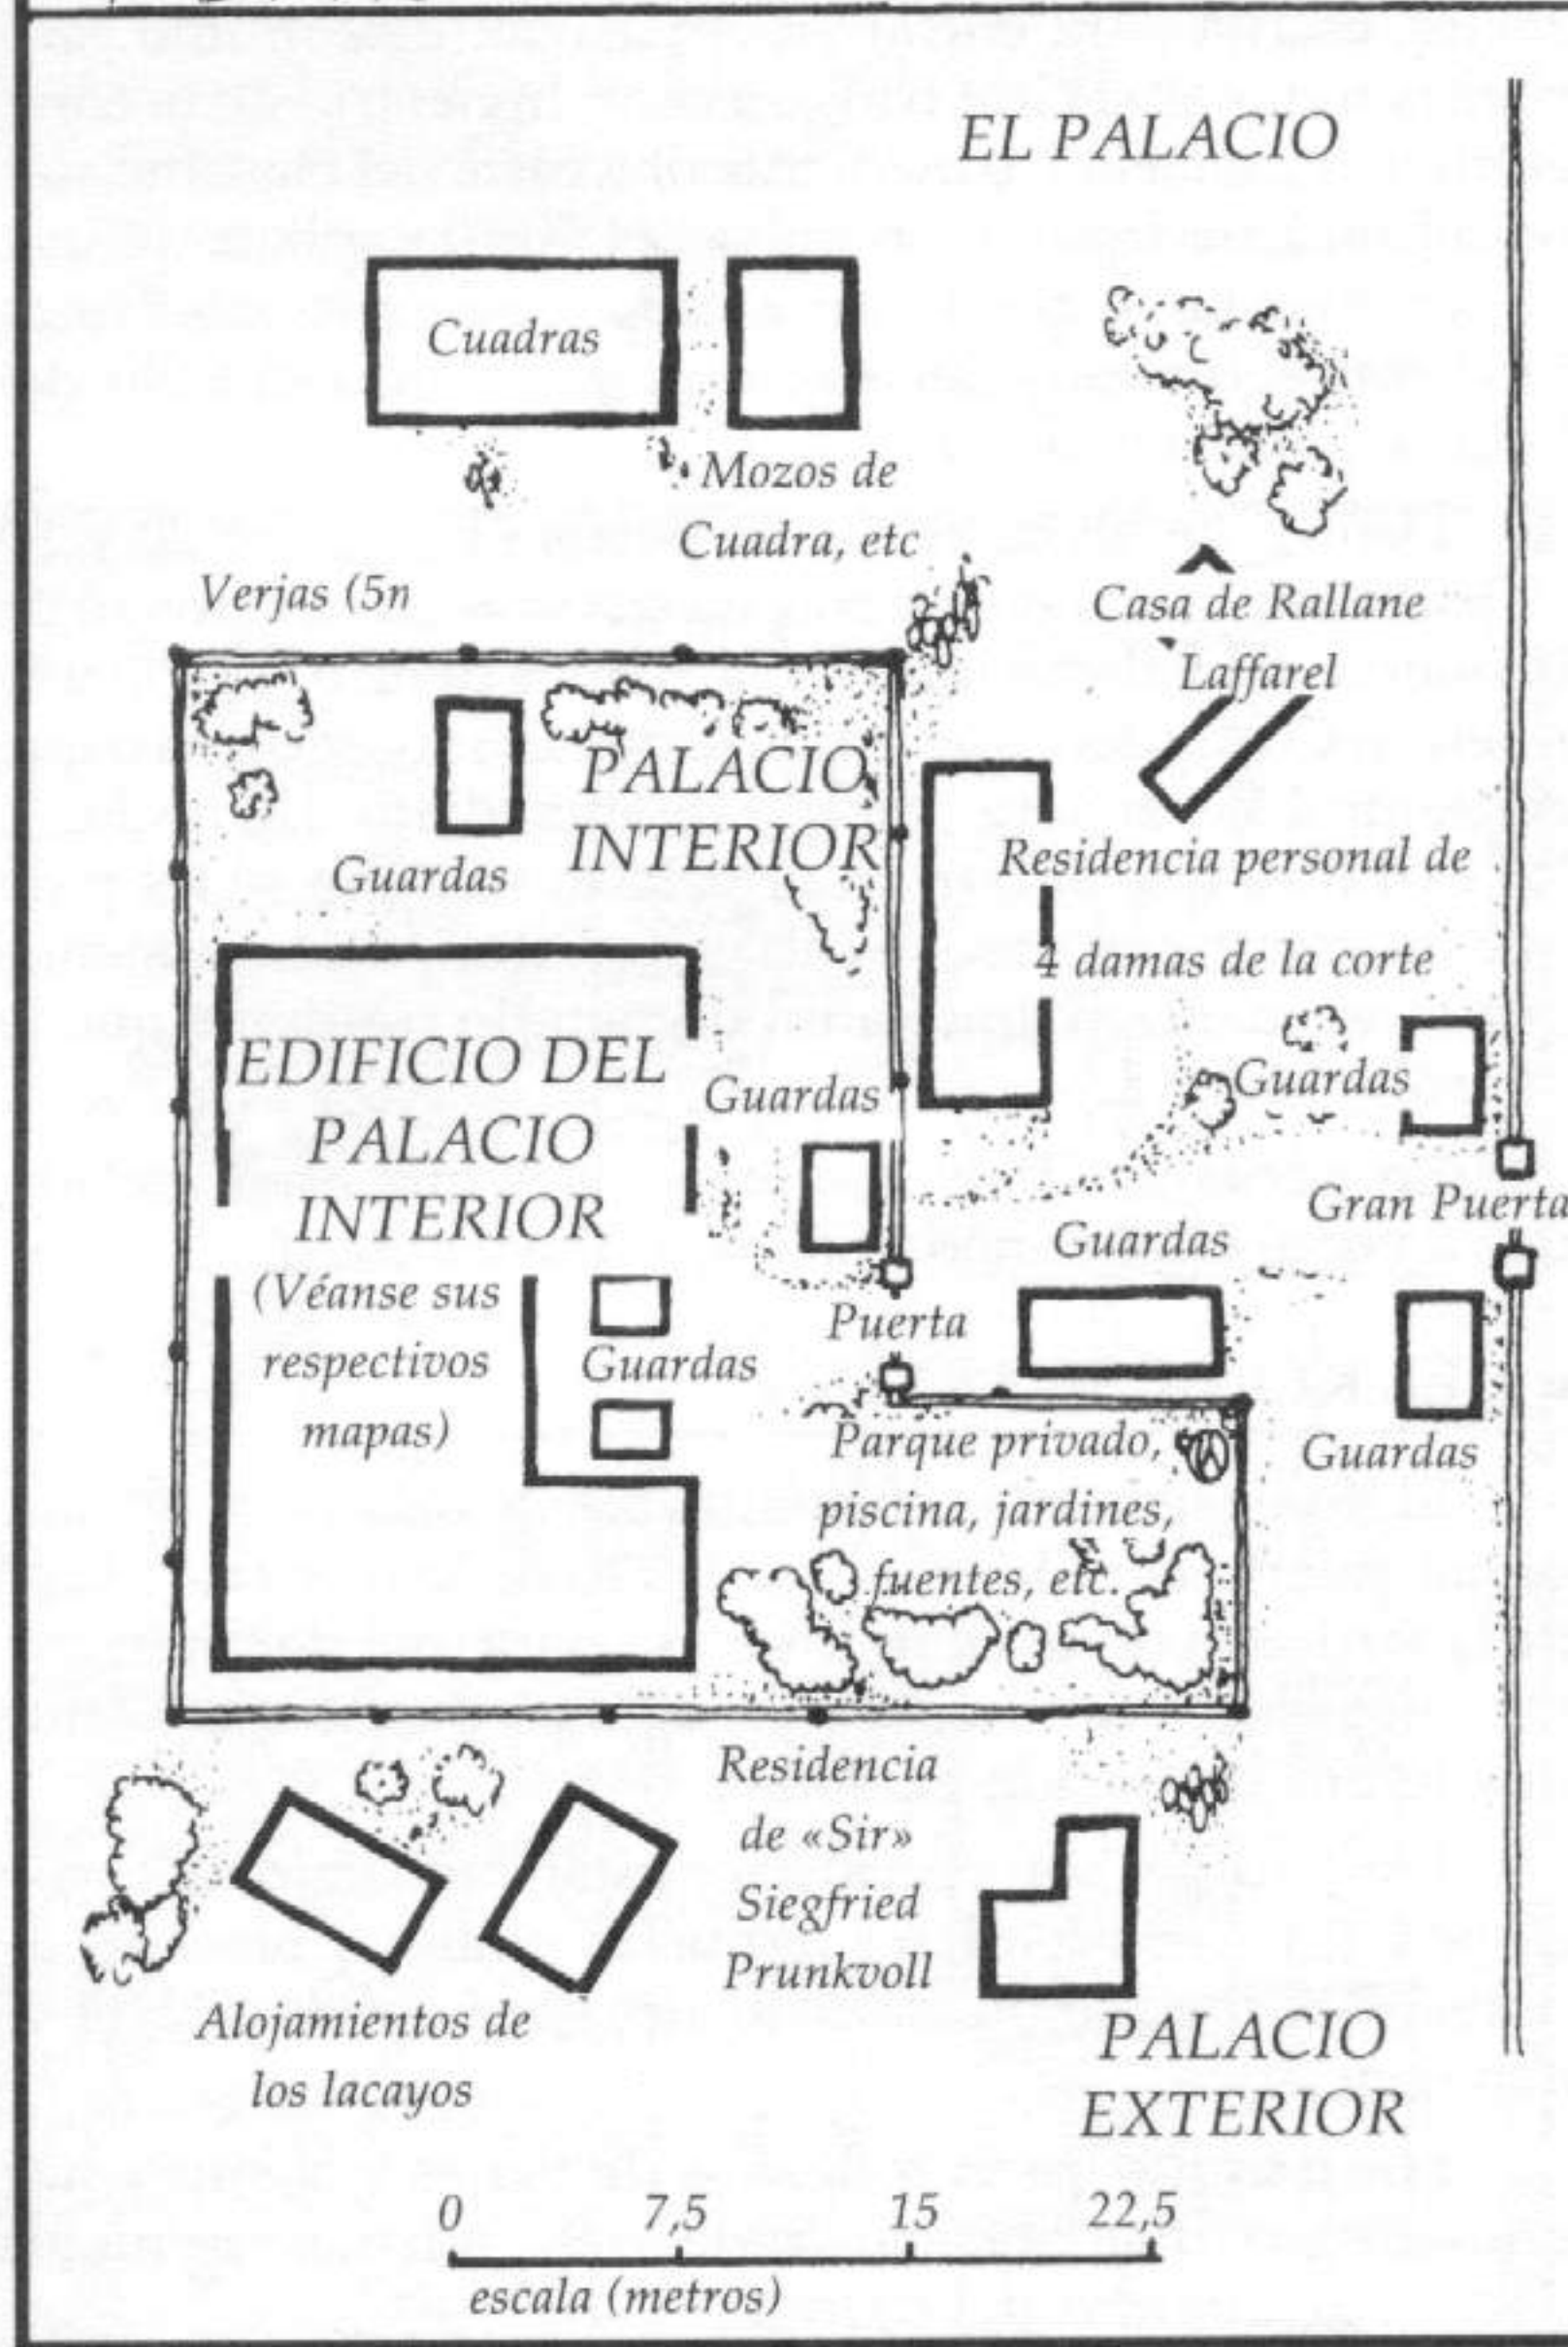 EL PALACIO
Cuadras
Mozos de
Cuadra, etc
Verjas (5n
Casa de Rallane
Laffarel
PALACIO
INTERIOR
Guardas
Residencia personal de
4 damas de la corte
EDIFICIO DEL
PALACIO
INTERIOR
(Véanse sus
respectivos
mapas)
Guardas
Guardas
Gran Puerta
Guardas
Puerta
Guardas
Guardas
Parque privado,
piscina, jardines,
fuentes, etc.
Residencia
de «Sir»
Siegfried
Prunkvoll
Alojamientos de
los lacayos
PALACIO
EXTERIOR
0 7,5 15 22,5
escala (metros)